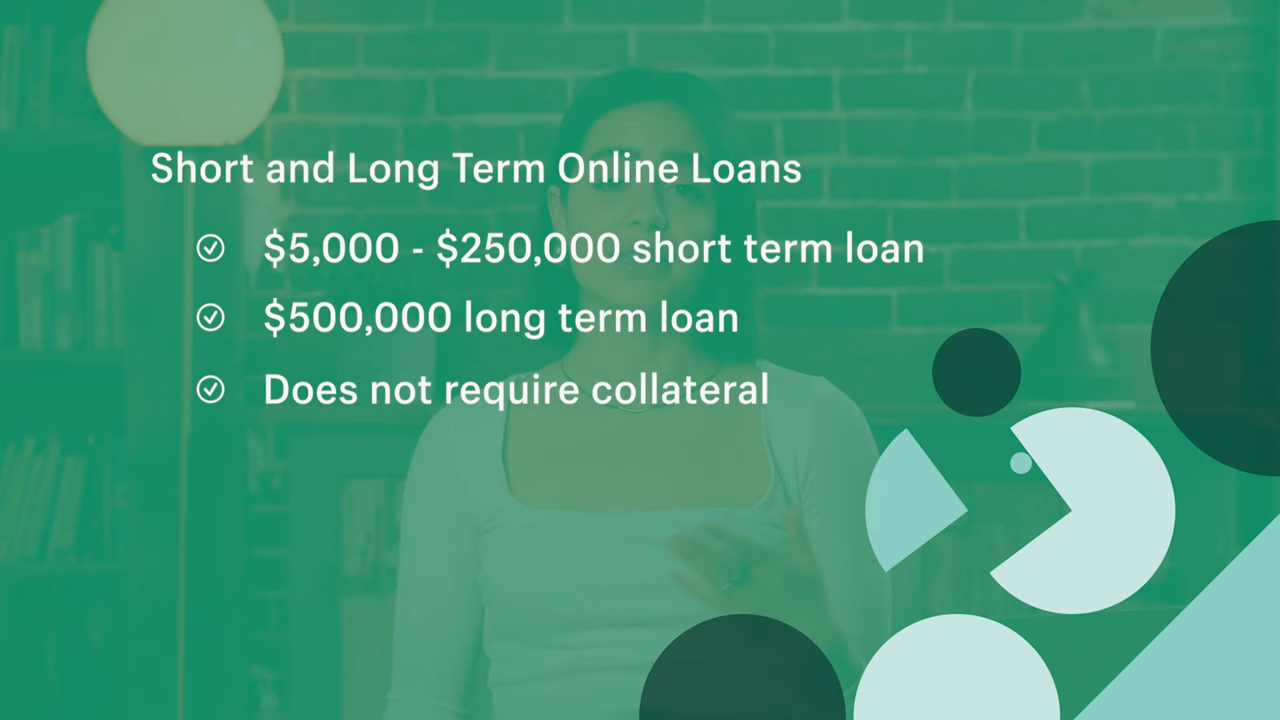 Short and Long Term Online Loans
$5,000 - $250,000 short term loan
$500,000 long term loan
Does not require collateral